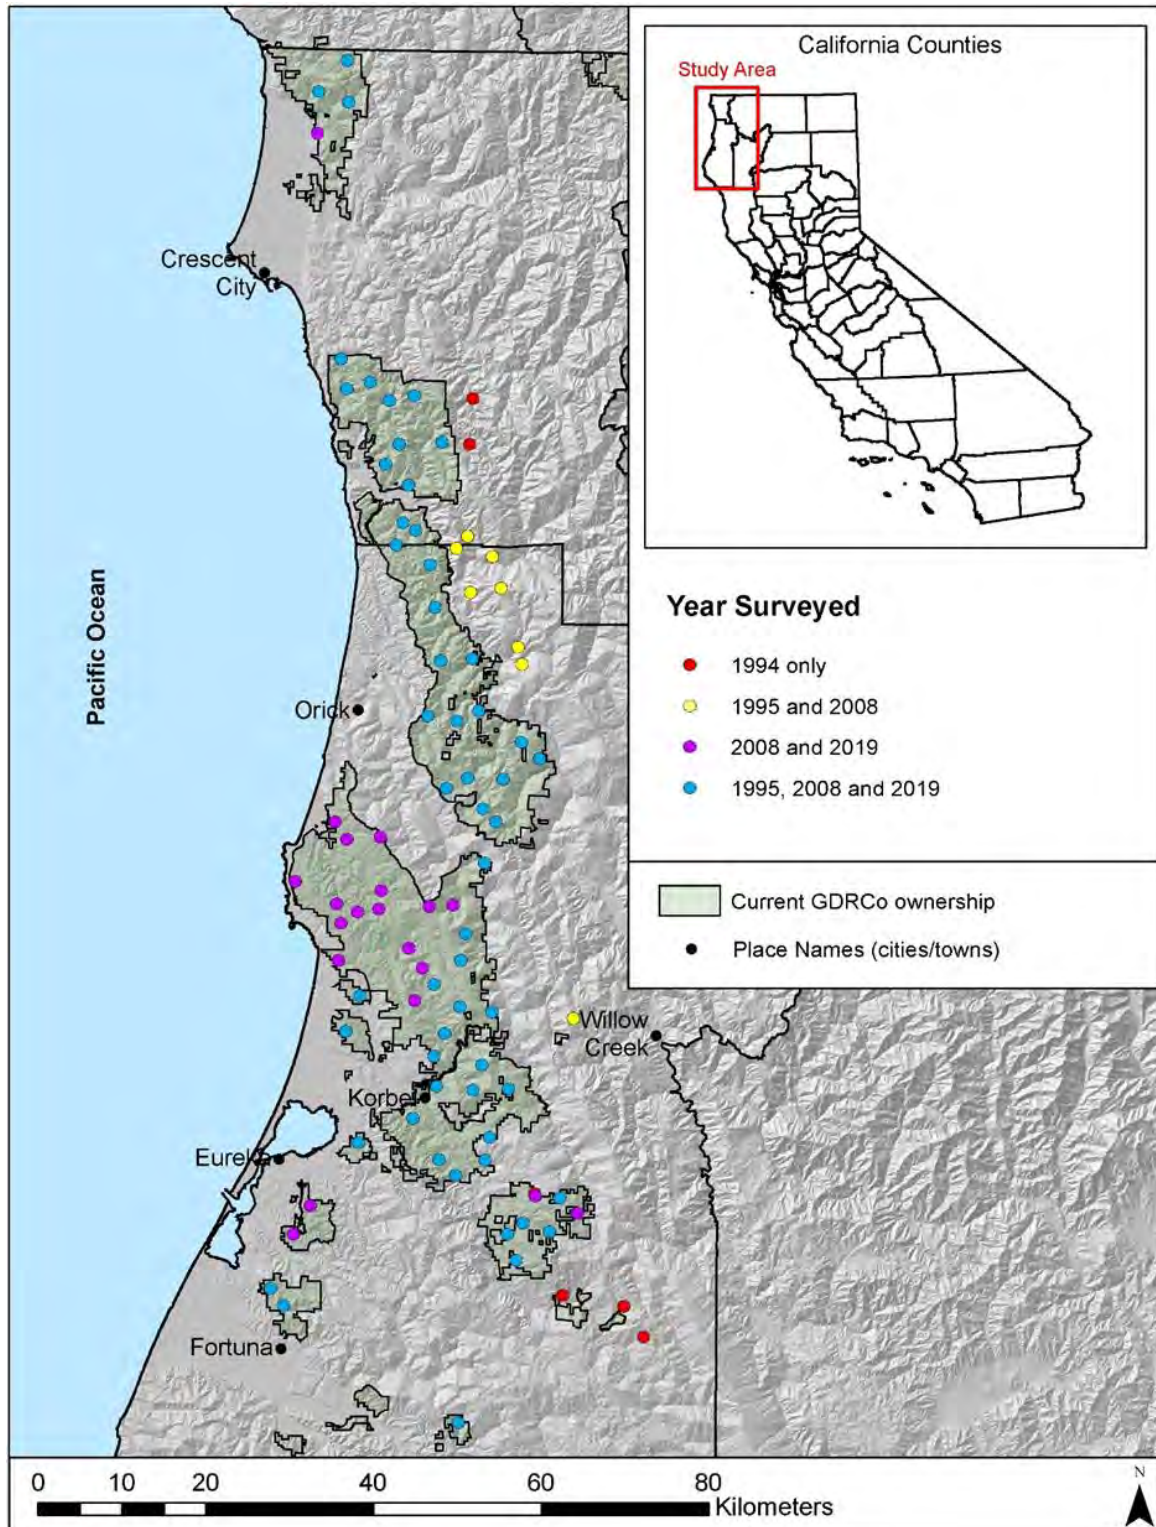 California Counties
Study Area
Crescent
City
Pacific Ocean
Orick
Year Surveyed
1994 only
1995 and 2008
2008 and 2019
1995, 2008 and 2019
Current GDRCo ownership
Place Names (cities/towns)
Willow
Creek
Korbel
Eureka
Fortuna
0 10 20 40 60 80
Kilometers
N